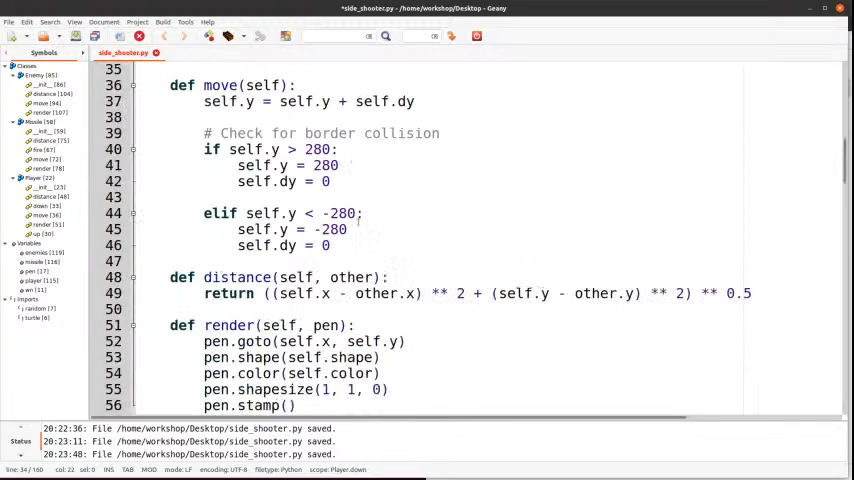 *side_shooter.py - /home/workshop/Desktop - Geany
File Edit Search View Document Project Build Tools Help
Symbols
side_shooter.py
Classes
Enemy [85]
__init__ [86]
distance [104]
move [94]
render [107]
Missile [58]
__init__ [59]
distance [75]
fire [67]
move [72]
render [78]
Player [22]
__init__ [23]
distance [48]
down [33]
move [36]
render [51]
up [30]
Variables
enemies [119]
missile [116]
pen [17]
player [115]
wn [11]
Imports
random [7]
turtle [6]
35
36 def move(self):
37 self.y = self.y + self.dy
38
39 # Check for border collision
40 if self.y > 280:
41 self.y = 280
42 self.dy = 0
43
44 elif self.y < -280:
45 self.y = -280
46 self.dy = 0
47
48 def distance(self, other):
49 return ((self.x - other.x) ** 2 + (self.y - other.y) ** 2) ** 0.5
50
51 def render(self, pen):
52 pen.goto(self.x, self.y)
53 pen.shape(self.shape)
54 pen.color(self.color)
55 pen.shapesize(1, 1, 0)
56 pen.stamp()
Status
20:22:36: File /home/workshop/Desktop/side_shooter.py saved.
20:23:11: File /home/workshop/Desktop/side_shooter.py saved.
20:23:48: File /home/workshop/Desktop/side_shooter.py saved.
line: 34 / 160 col: 22 sel: 0 INS TAB MOD mode: LF encoding: UTF-8 filetype: Python scope: Player.down